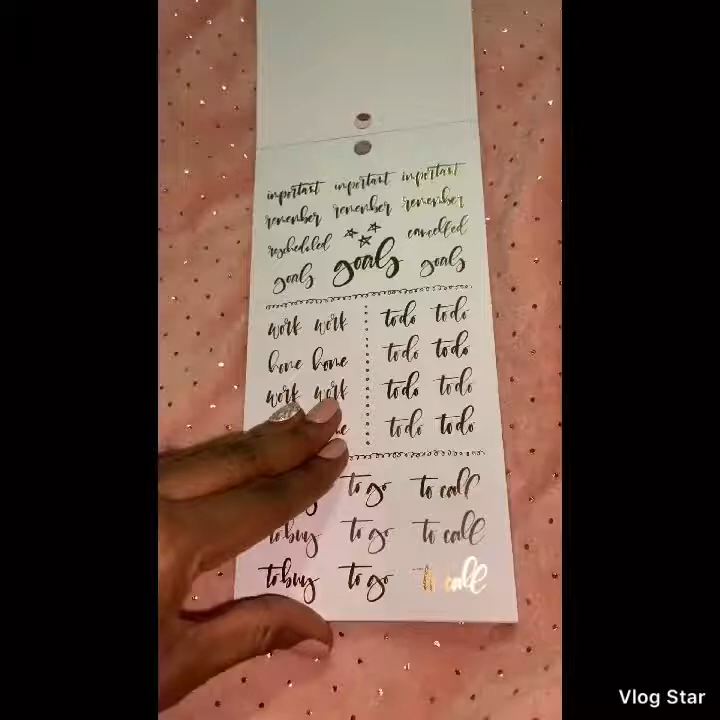 important important important
remember remember remember
rescheduled cancelled
goals goals goals
work work todo todo
home home todo todo
work work todo todo
todo todo
to go to call
to buy to go to call
to buy to go to call
Vlog Star